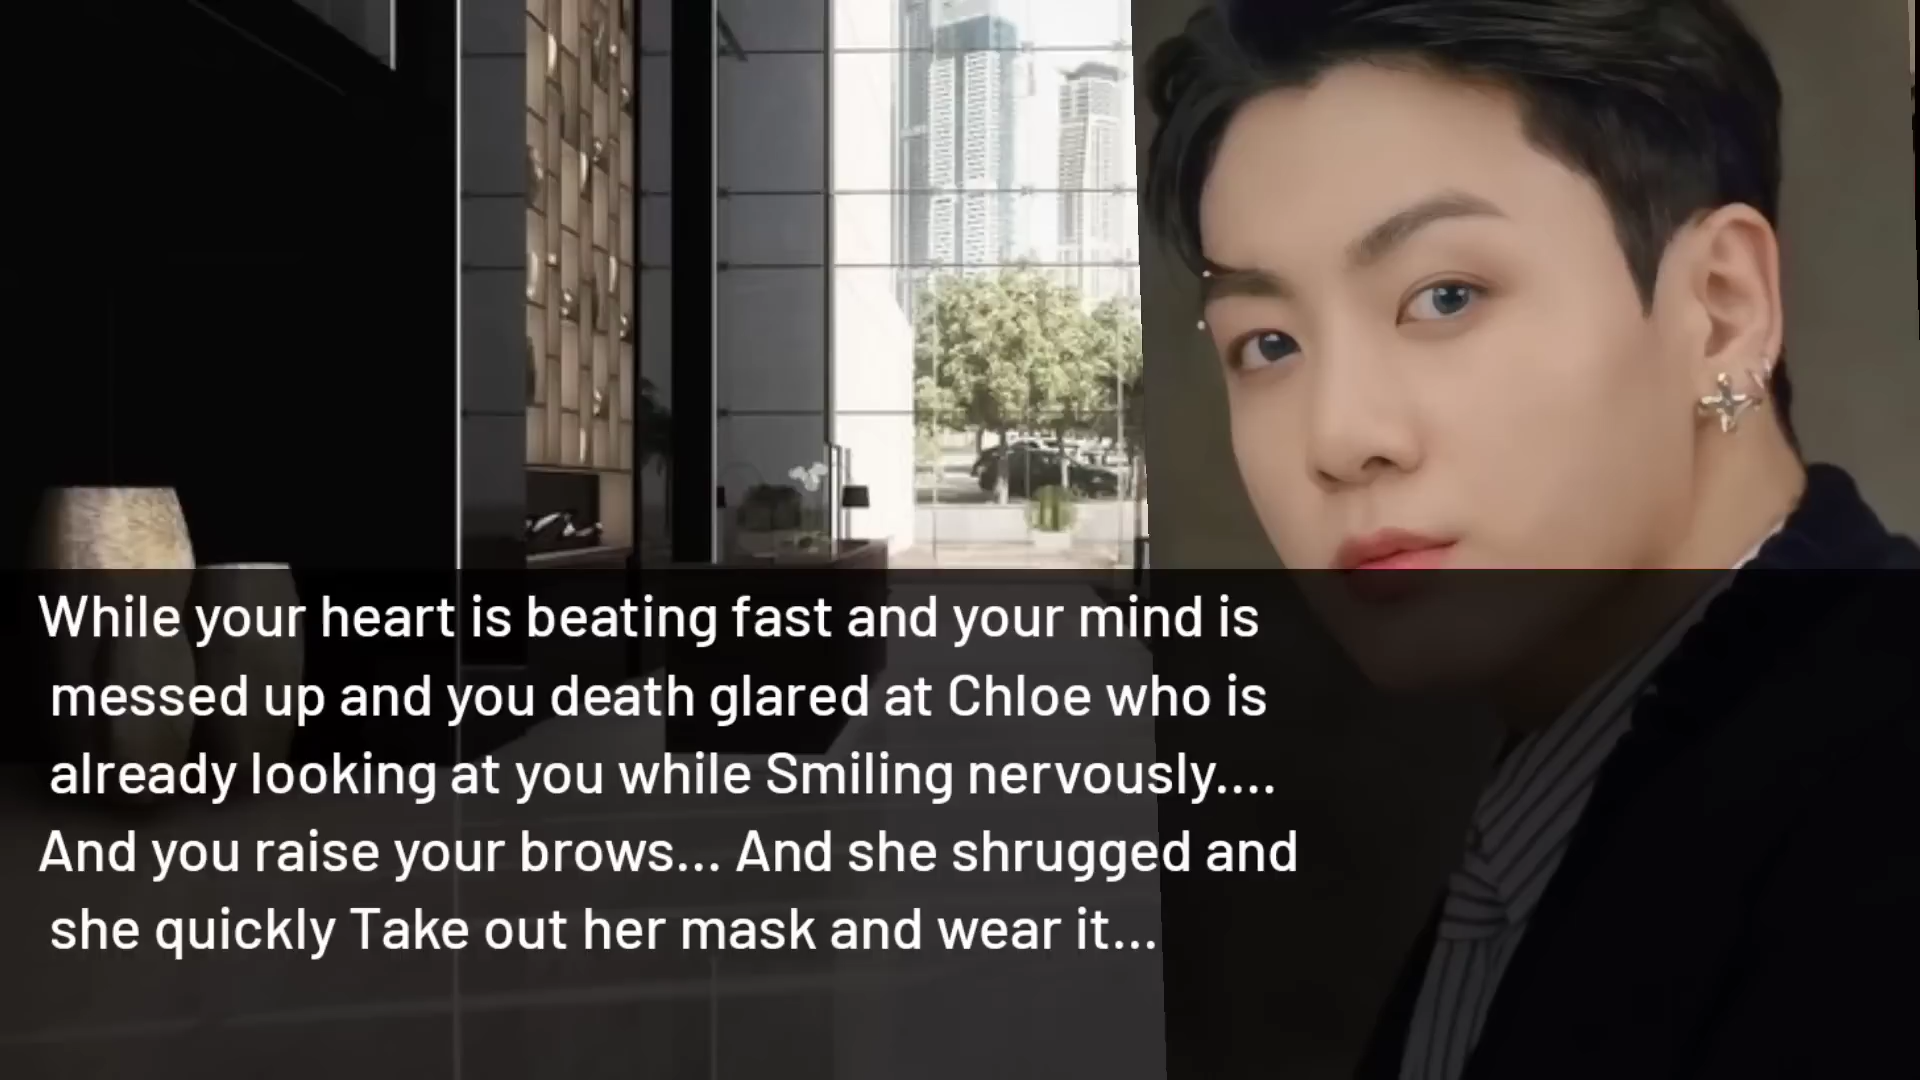 While your heart is beating fast and your mind is
messed up and you death glared at Chloe who is
already looking at you while Smiling nervously....
And you raise your brows... And she shrugged and
she quickly Take out her mask and wear it...